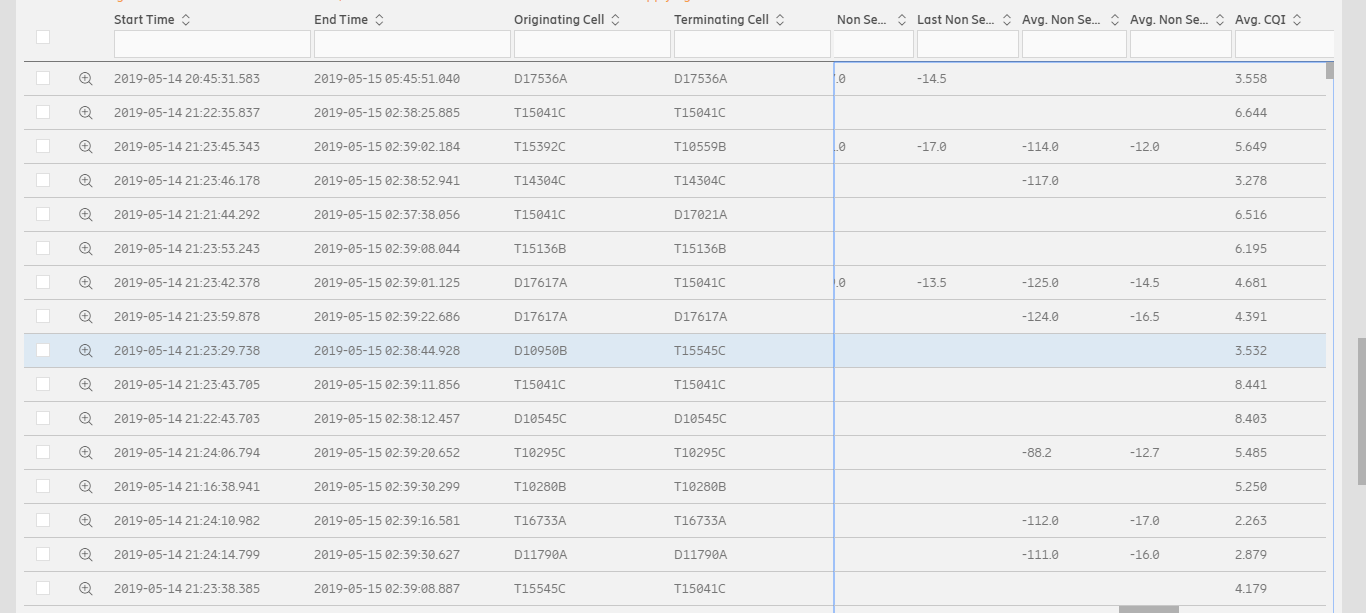 Start Time End Time Originating Cell Terminating Cell Non Se... Last Non Se... Avg. Non Se... Avg. Non Se... Avg. CQI
2019-05-14 20:45:31.583 2019-05-15 05:45:51.040 D17536A D17536A .0 -14.5 3.558
2019-05-14 21:22:35.837 2019-05-15 02:38:25.885 T15041C T15041C 6.644
2019-05-14 21:23:45.343 2019-05-15 02:39:02.184 T15392C T10559B .0 -17.0 -114.0 -12.0 5.649
2019-05-14 21:23:46.178 2019-05-15 02:38:52.941 T14304C T14304C -117.0 3.278
2019-05-14 21:21:44.292 2019-05-15 02:37:38.056 T15041C D17021A 6.516
2019-05-14 21:23:53.243 2019-05-15 02:39:08.044 T15136B T15136B 6.195
2019-05-14 21:23:42.378 2019-05-15 02:39:01.125 D17617A T15041C .0 -13.5 -125.0 -14.5 4.681
2019-05-14 21:23:59.878 2019-05-15 02:39:22.686 D17617A D17617A -124.0 -16.5 4.391
2019-05-14 21:23:29.738 2019-05-15 02:38:44.928 D10950B T15545C 3.532
2019-05-14 21:23:43.705 2019-05-15 02:39:11.856 T15041C T15041C 8.441
2019-05-14 21:22:43.703 2019-05-15 02:38:12.457 D10545C D10545C 8.403
2019-05-14 21:24:06.794 2019-05-15 02:39:20.652 T10295C T10295C -88.2 -12.7 5.485
2019-05-14 21:16:38.941 2019-05-15 02:39:30.299 T10280B T10280B 5.250
2019-05-14 21:24:10.982 2019-05-15 02:39:16.581 T16733A T16733A -112.0 -17.0 2.263
2019-05-14 21:24:14.799 2019-05-15 02:39:30.627 D11790A D11790A -111.0 -16.0 2.879
2019-05-14 21:23:38.385 2019-05-15 02:39:08.887 T15545C T15041C 4.179